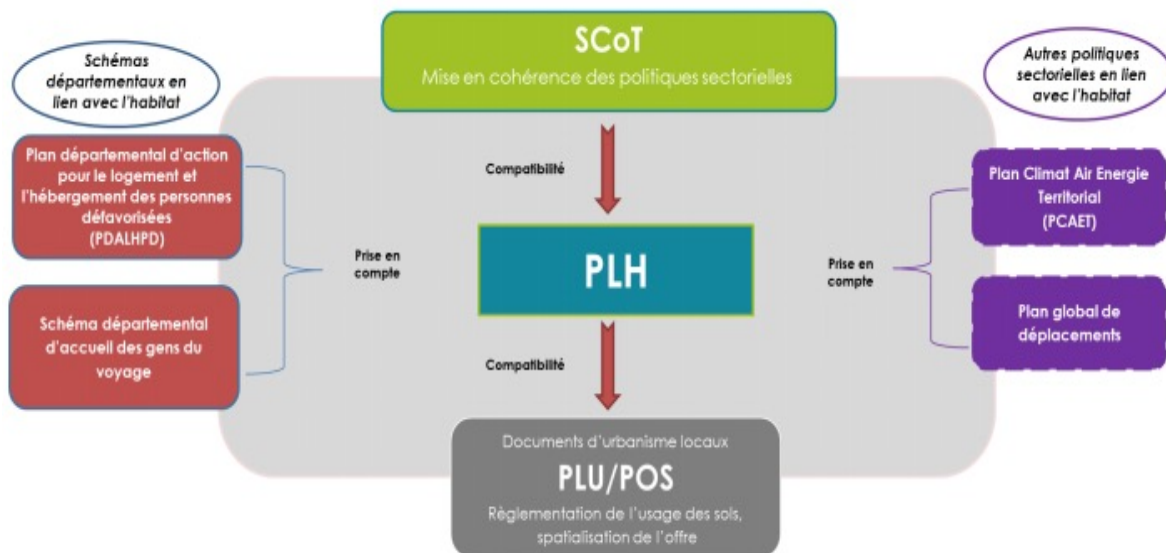 SCoT
Mise en cohérence des politiques sectorielles
Schémas
départementaux en
lien avec l'habitat
Autres politiques
sectorielles en lien
avec l'habitat
Plan départemental d'action
pour le logement et
l'hébergement des personnes
défavorisées
(PDALHPD)
Compatibilité
Plan Climat Air Energie
Territorial
(PCAET)
Prise en
compte
PLH
Prise en
compte
Schéma départemental
d'accueil des gens du
voyage
Compatibilité
Plan global de
déplacements
Documents d'urbanisme locaux
PLU/POS
Règlementation de l'usage des sols,
spatialisation de l'offre